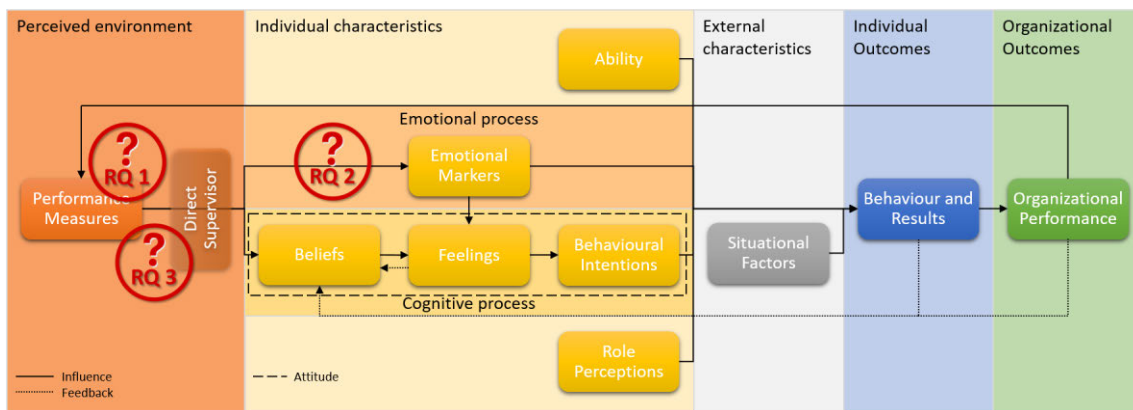 Perceived environment
Individual characteristics
External
characteristics
Individual
Outcomes
Organizational
Outcomes
Ability
Emotional process
?
RQ 1
?
RQ 2
Emotional
Markers
Performance
Measures
Direct
Supervisor
Behaviour and
Results
Organizational
Performance
?
RQ 3
Beliefs
Feelings
Behavioural
Intentions
Situational
Factors
Cognitive process
Role
Perceptions
Influence
Feedback
Attitude